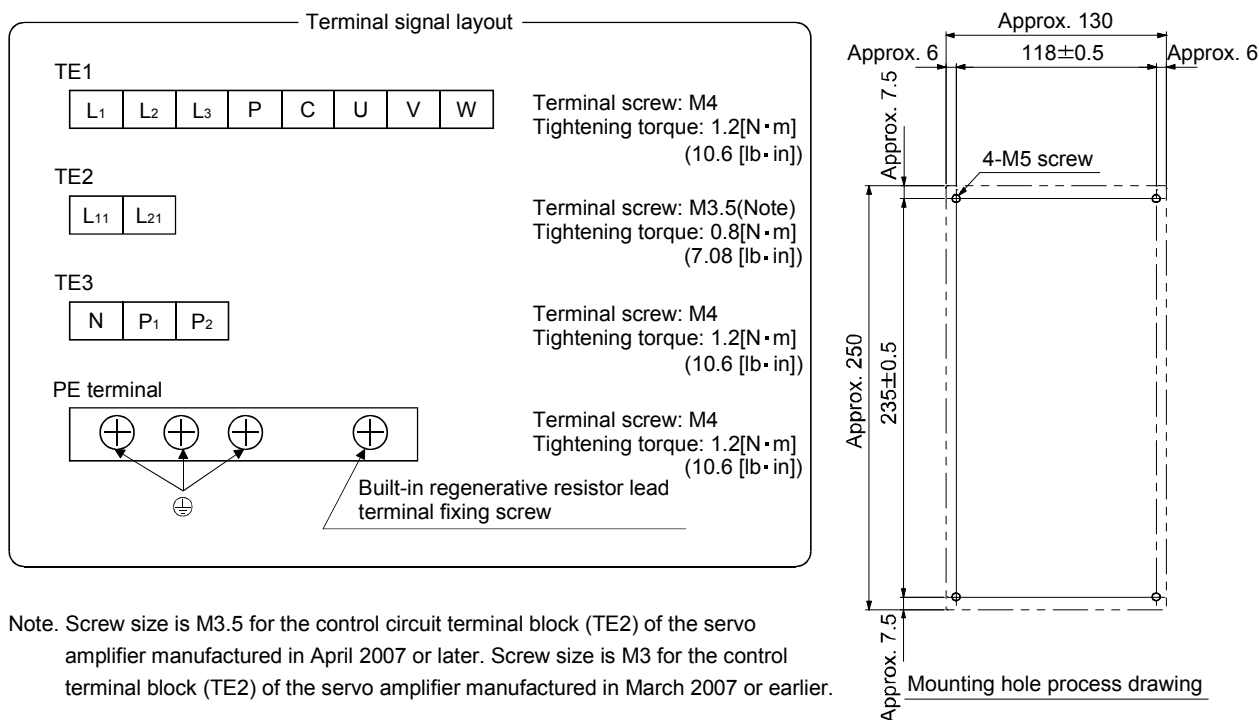 Terminal signal layout
TE1
L1 L2 L3 P C U V W
Terminal screw: M4
Tightening torque: 1.2[N▪m]
(10.6 [lb▪in])
TE2
L11 L21
Terminal screw: M3.5(Note)
Tightening torque: 0.8[N▪m]
(7.08 [lb▪in])
TE3
N P1 P2
Terminal screw: M4
Tightening torque: 1.2[N▪m]
(10.6 [lb▪in])
PE terminal
Terminal screw: M4
Tightening torque: 1.2[N▪m]
(10.6 [lb▪in])
Built-in regenerative resistor lead
terminal fixing screw
Note. Screw size is M3.5 for the control circuit terminal block (TE2) of the servo
amplifier manufactured in April 2007 or later. Screw size is M3 for the control
terminal block (TE2) of the servo amplifier manufactured in March 2007 or earlier.
Approx. 130
Approx. 6 118±0.5 Approx. 6
Approx. 7.5
4-M5 screw
Approx. 250
235±0.5
Approx. 7.5
Mounting hole process drawing